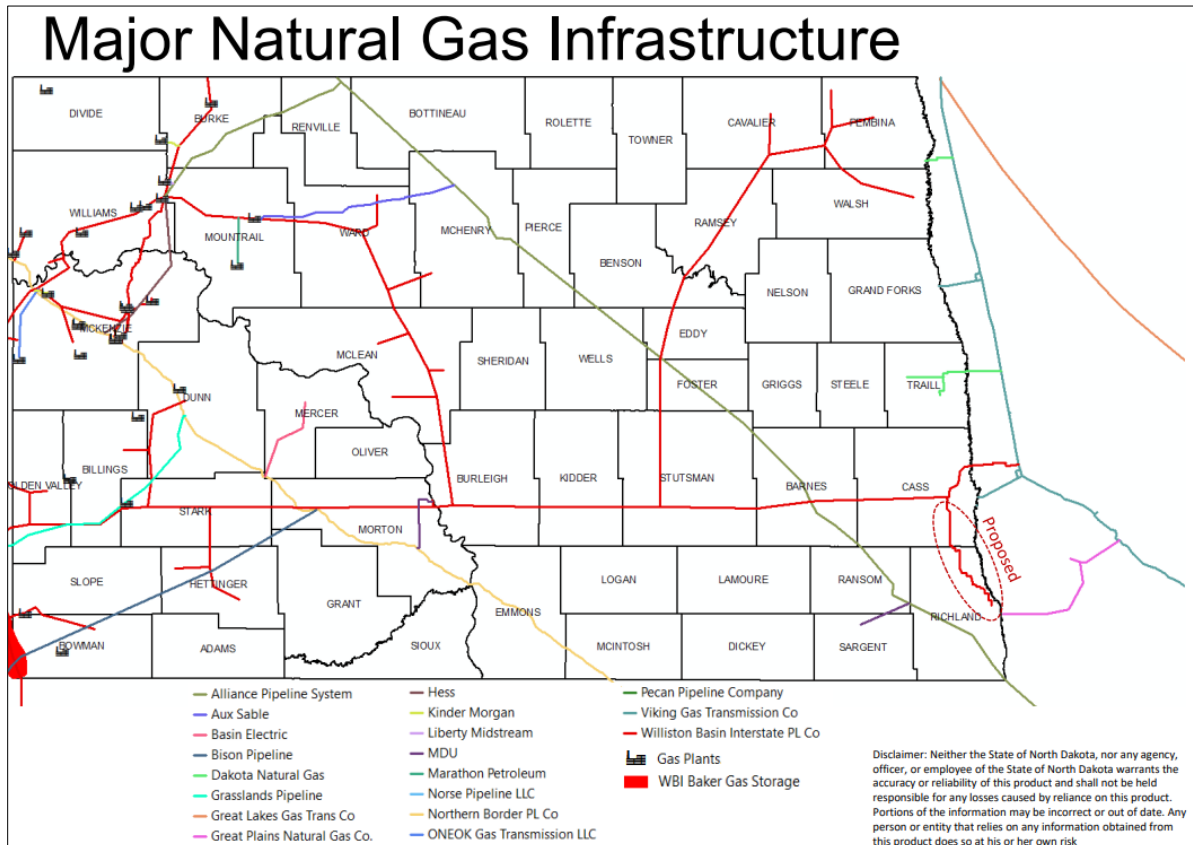 Major Natural Gas Infrastructure
DIVIDE
BURKE
RENVILLE
BOTTINEAU
ROLETTE
TOWNER
CAVALIER
PEMBINA
WILLIAMS
MOUNTRAIL
WARD
MCHENRY
PIERCE
BENSON
RAMSEY
WALSH
NELSON
GRAND FORKS
MCKENZIE
MCLEAN
SHERIDAN
WELLS
EDDY
FOSTER
GRIGGS
STEELE
TRAILL
DUNN
MERCER
OLIVER
BILLINGS
OLDEN VALLEY
STARK
BURLEIGH
KIDDER
STUTSMAN
BARNES
CASS
MORTON
Proposed
SLOPE
HETTINGER
GRANT
EMMONS
LOGAN
LAMOURE
RANSOM
RICHLAND
BOWMAN
ADAMS
SIOUX
MCINTOSH
DICKEY
SARGENT
Alliance Pipeline System
Aux Sable
Basin Electric
Bison Pipeline
Dakota Natural Gas
Grasslands Pipeline
Great Lakes Gas Trans Co
Great Plains Natural Gas Co.
Hess
Kinder Morgan
Liberty Midstream
MDU
Marathon Petroleum
Norse Pipeline LLC
Northern Border PL Co
ONEOK Gas Transmission LLC
Pecan Pipeline Company
Viking Gas Transmission Co
Williston Basin Interstate PL Co
Gas Plants
WBI Baker Gas Storage
Disclaimer: Neither the State of North Dakota, nor any agency,
officer, or employee of the State of North Dakota warrants the
accuracy or reliability of this product and shall not be held
responsible for any losses caused by reliance on this product.
Portions of the information may be incorrect or out of date. Any
person or entity that relies on any information obtained from
this product does so at his or her own risk